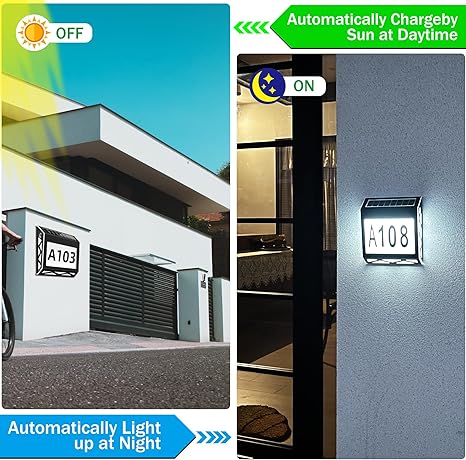 OFF
Automatically Chargeby
Sun at Daytime
ON
A103
A108
Automatically Light
up at Night